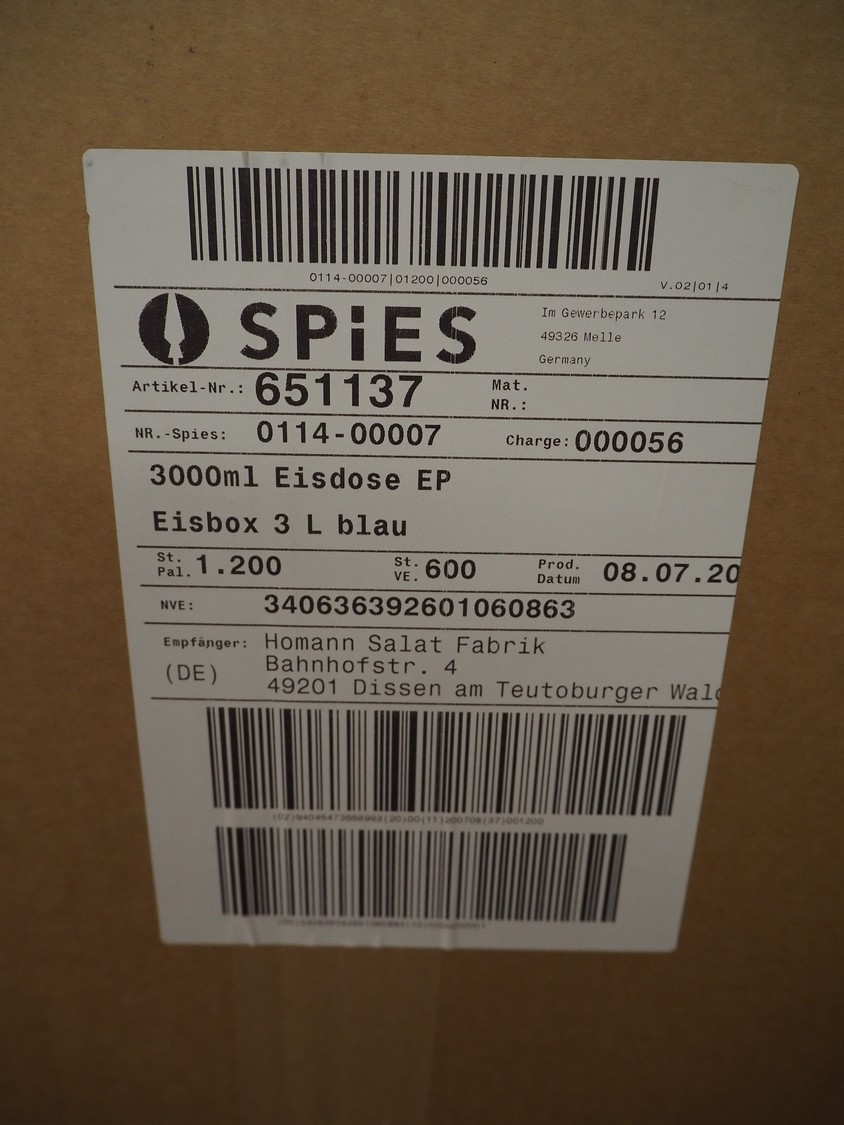 0114-00007|01200|000056
V.02|01|4
SPiES
Im Gewerbepark 12
49326 Melle
Germany
Artikel-Nr.: 651137 Mat. NR.:
NR.-Spies: 0114-00007 Charge: 000056
3000ml Eisdose EP
Eisbox 3 L blau
St. Pal. 1.200 St. VE. 600 Prod. Datum 08.07.20
NVE: 340636392601060863
Empfänger: Homann Salat Fabrik
(DE) Bahnhofstr. 4
49201 Dissen am Teutoburger Wald